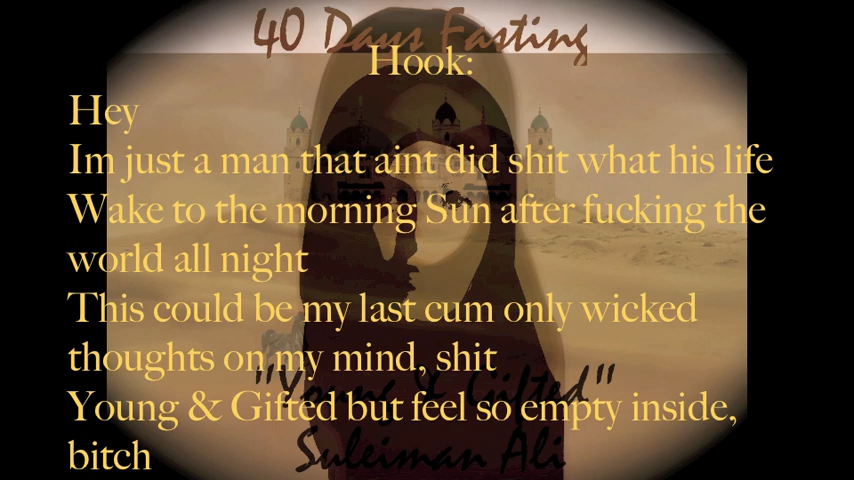 40 Days Fasting
Hook:
Hey
Im just a man that aint did shit what his life
Wake to the morning Sun after fucking the
world all night
This could be my last cum only wicked
thoughts on my mind, shit
"Young & Gifted"
Young & Gifted but feel so empty inside,
Suleiman Ali
bitch